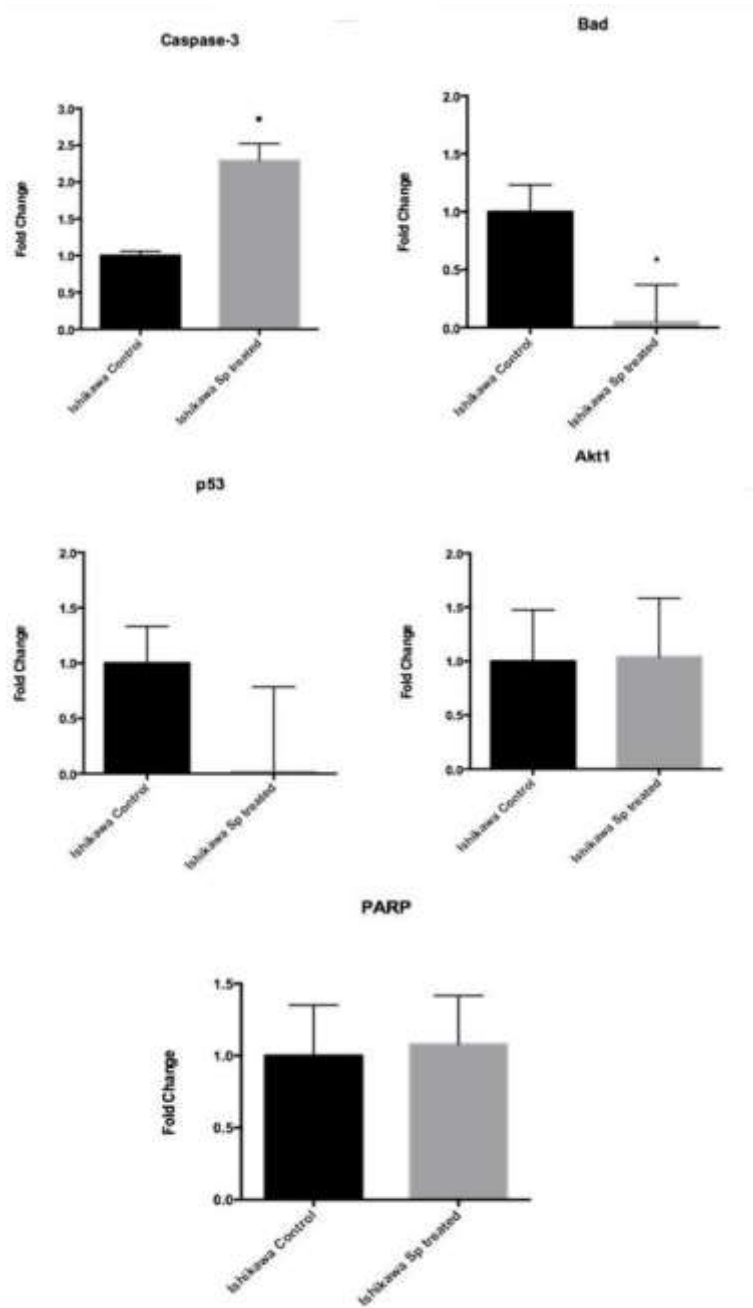 Caspase-3
Fold Change
3.0
2.5
2.0
1.5
1.0
0.5
0.0
*
Ishikawa Control
Ishikawa Sp treated
Bad
Fold Change
2.0
1.5
1.0
0.5
0.0
*
Ishikawa Control
Ishikawa Sp treated
p53
Fold Change
2.0
1.5
1.0
0.5
0.0
Ishikawa Control
Ishikawa Sp treated
Akt1
Fold Change
2.0
1.5
1.0
0.5
0.0
Ishikawa Control
Ishikawa Sp treated
PARP
Fold Change
1.5
1.0
0.5
0.0
Ishikawa Control
Ishikawa Sp treated